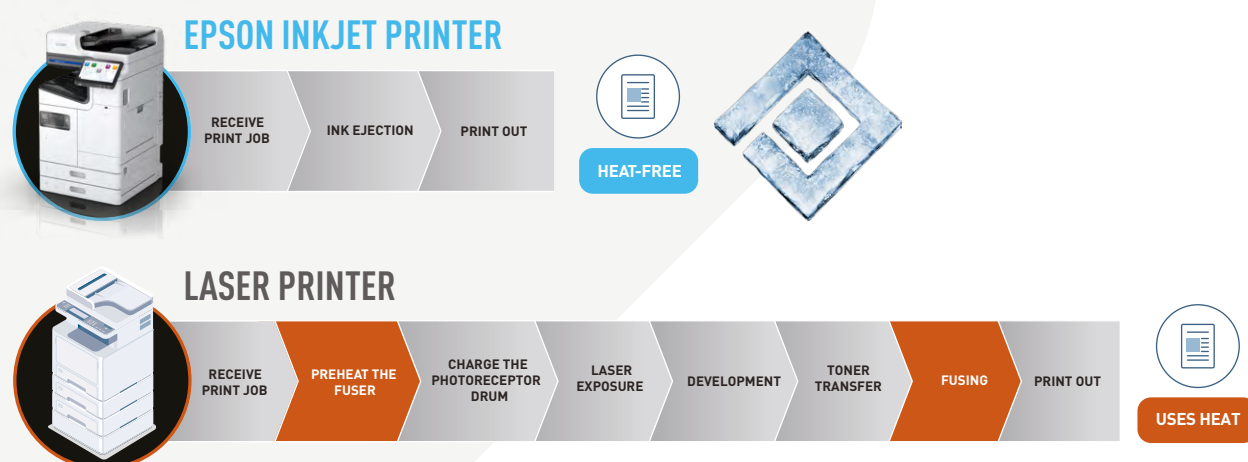 EPSON INKJET PRINTER
RECEIVE
PRINT JOB
INK EJECTION
PRINT OUT
HEAT-FREE
LASER PRINTER
RECEIVE
PRINT JOB
PREHEAT THE
FUSER
CHARGE THE
PHOTORECEPTOR
DRUM
LASER
EXPOSURE
DEVELOPMENT
TONER
TRANSFER
FUSING
PRINT OUT
USES HEAT